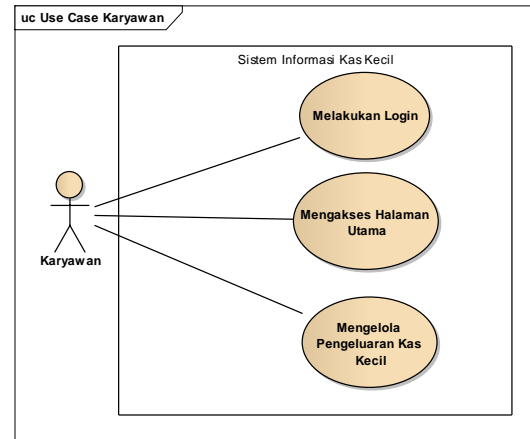 uc Use Case Karyawan
Sistem Informasi Kas Kecil
Melakukan Login
Mengakses Halaman
Utama
Karyawan
Mengelola
Pengeluaran Kas
Kecil